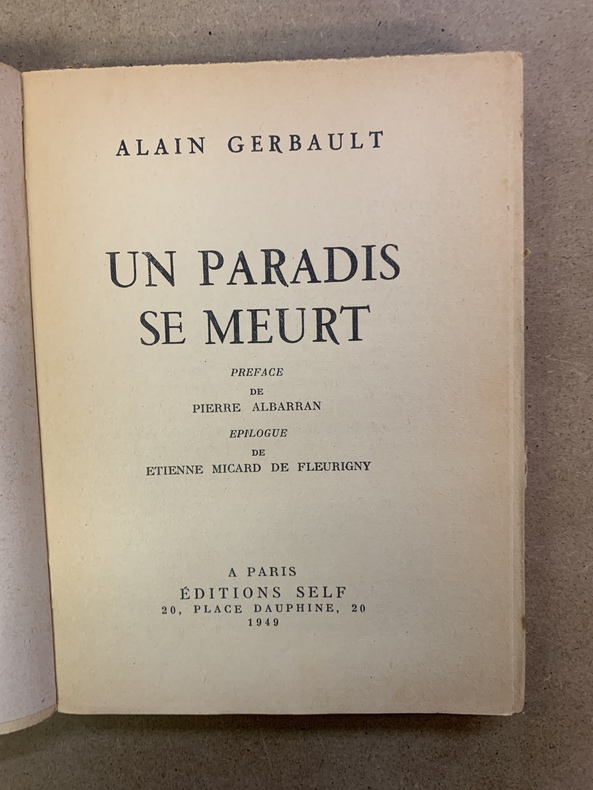 ALAIN GERBAULT
UN PARADIS
SE MEURT
PREFACE
DE
PIERRE ALBARRAN
EPILOGUE
DE
ETIENNE MICARD DE FLEURIGNY
A PARIS
ÉDITIONS SELF
20, PLACE DAUPHINE, 20
1949